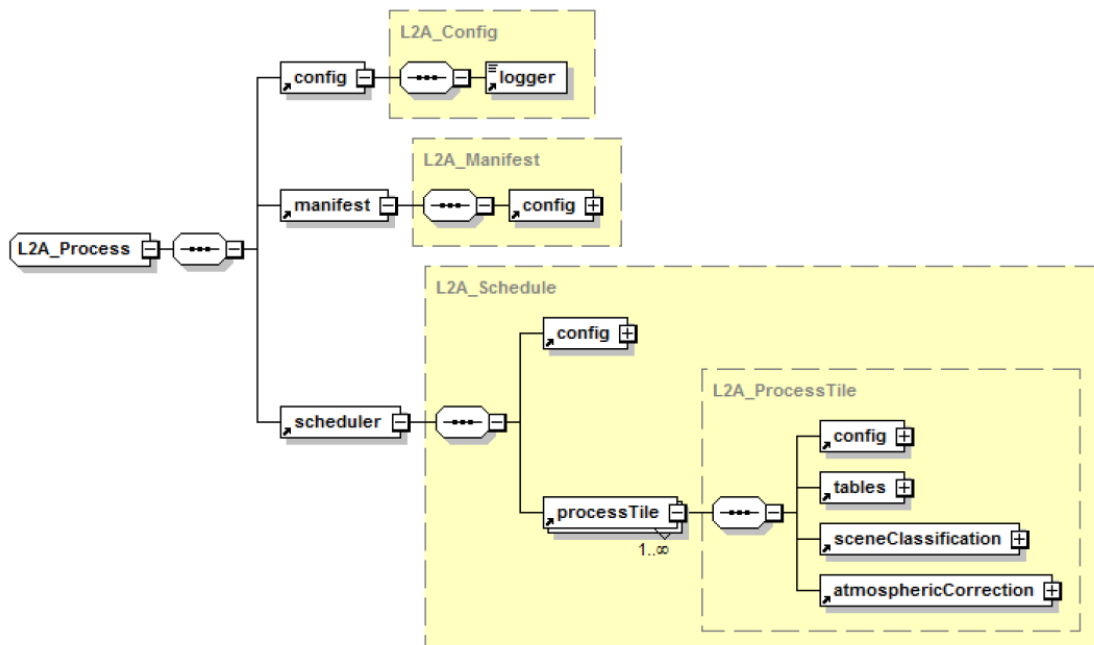 L2A_Config
config
logger
L2A_Manifest
manifest
config
L2A_Process
L2A_Schedule
config
L2A_ProcessTile
config
scheduler
tables
processTile
1..∞
sceneClassification
atmosphericCorrection